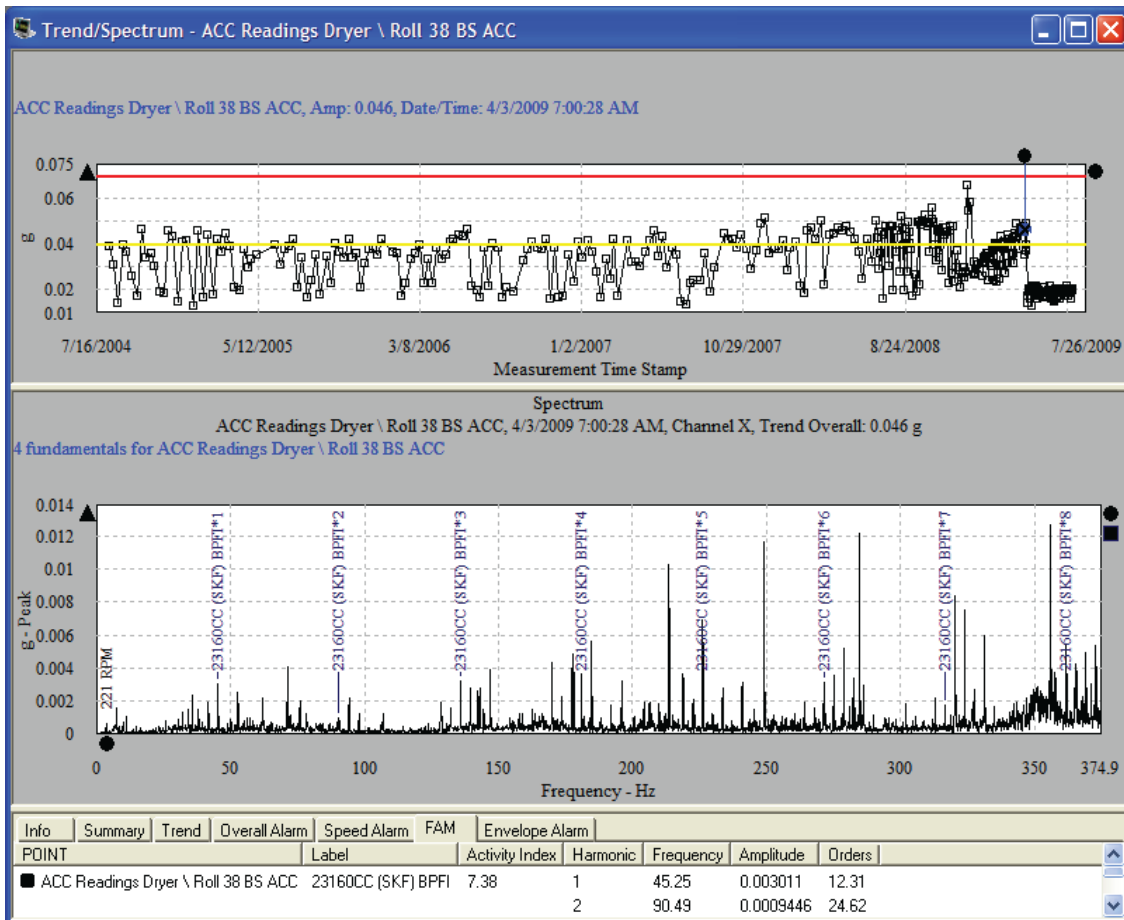 Trend/Spectrum - ACC Readings Dryer \ Roll 38 BS ACC
ACC Readings Dryer \ Roll 38 BS ACC, Amp: 0.046, Date/Time: 4/3/2009 7:00:28 AM
0.075
0.06
g
0.04
0.02
0.01
7/16/2004 5/12/2005 3/8/2006 1/2/2007 10/29/2007 8/24/2008 7/26/2009
Measurement Time Stamp
Spectrum
ACC Readings Dryer \ Roll 38 BS ACC, 4/3/2009 7:00:28 AM, Channel X, Trend Overall: 0.046 g
4 fundamentals for ACC Readings Dryer \ Roll 38 BS ACC
0.014
0.012
0.01
0.008
0.006
0.004
0.002
0
g - Peak
221 RPM
23160CC (SKF) BPFI*1
23160CC (SKF) BPFI*2
23160CC (SKF) BPFI*3
23160CC (SKF) BPFI*4
23160CC (SKF) BPFI*5
23160CC (SKF) BPFI*6
23160CC (SKF) BPFI*7
23160CC (SKF) BPFI*8
0 50 100 150 200 250 300 350 374.9
Frequency - Hz
Info Summary Trend Overall Alarm Speed Alarm FAM Envelope Alarm
POINT Label Activity Index Harmonic Frequency Amplitude Orders
ACC Readings Dryer \ Roll 38 BS ACC 23160CC (SKF) BPFI 7.38 1 45.25 0.003011 12.31
2 90.49 0.0009446 24.62